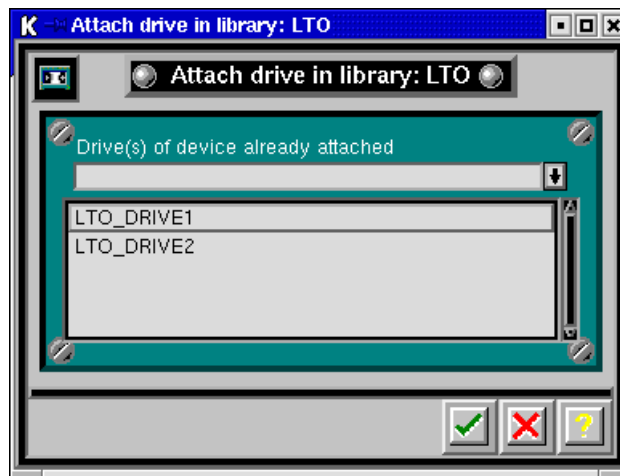 K Attach drive in library: LTO
Attach drive in library: LTO
Drive(s) of device already attached
LTO_DRIVE1
LTO_DRIVE2
?